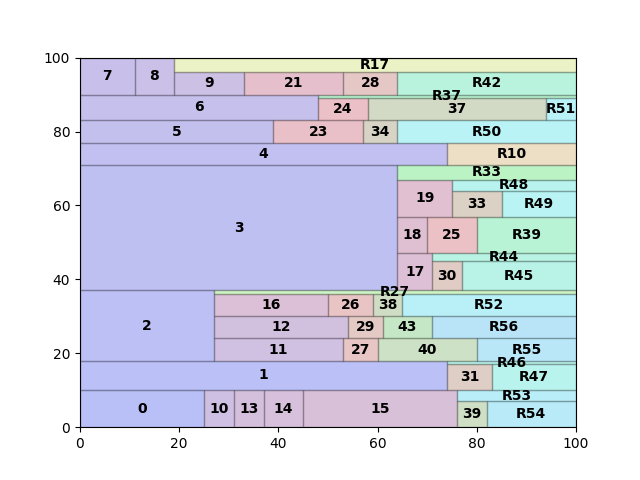 100 R17
7 8 9 21 28 R42
R37
6 24 37 R51
80 5 23 34 R50
4 R10
R33
R48
60 19 33 R49
3 18 25 R39
R44
40 17 30 R45
R27
16 26 38 R52
2 12 29 43 R56
20 11 27 40 R55
R46
1 31 R47
R53
0 10 13 14 15 39 R54
0
0 20 40 60 80 100